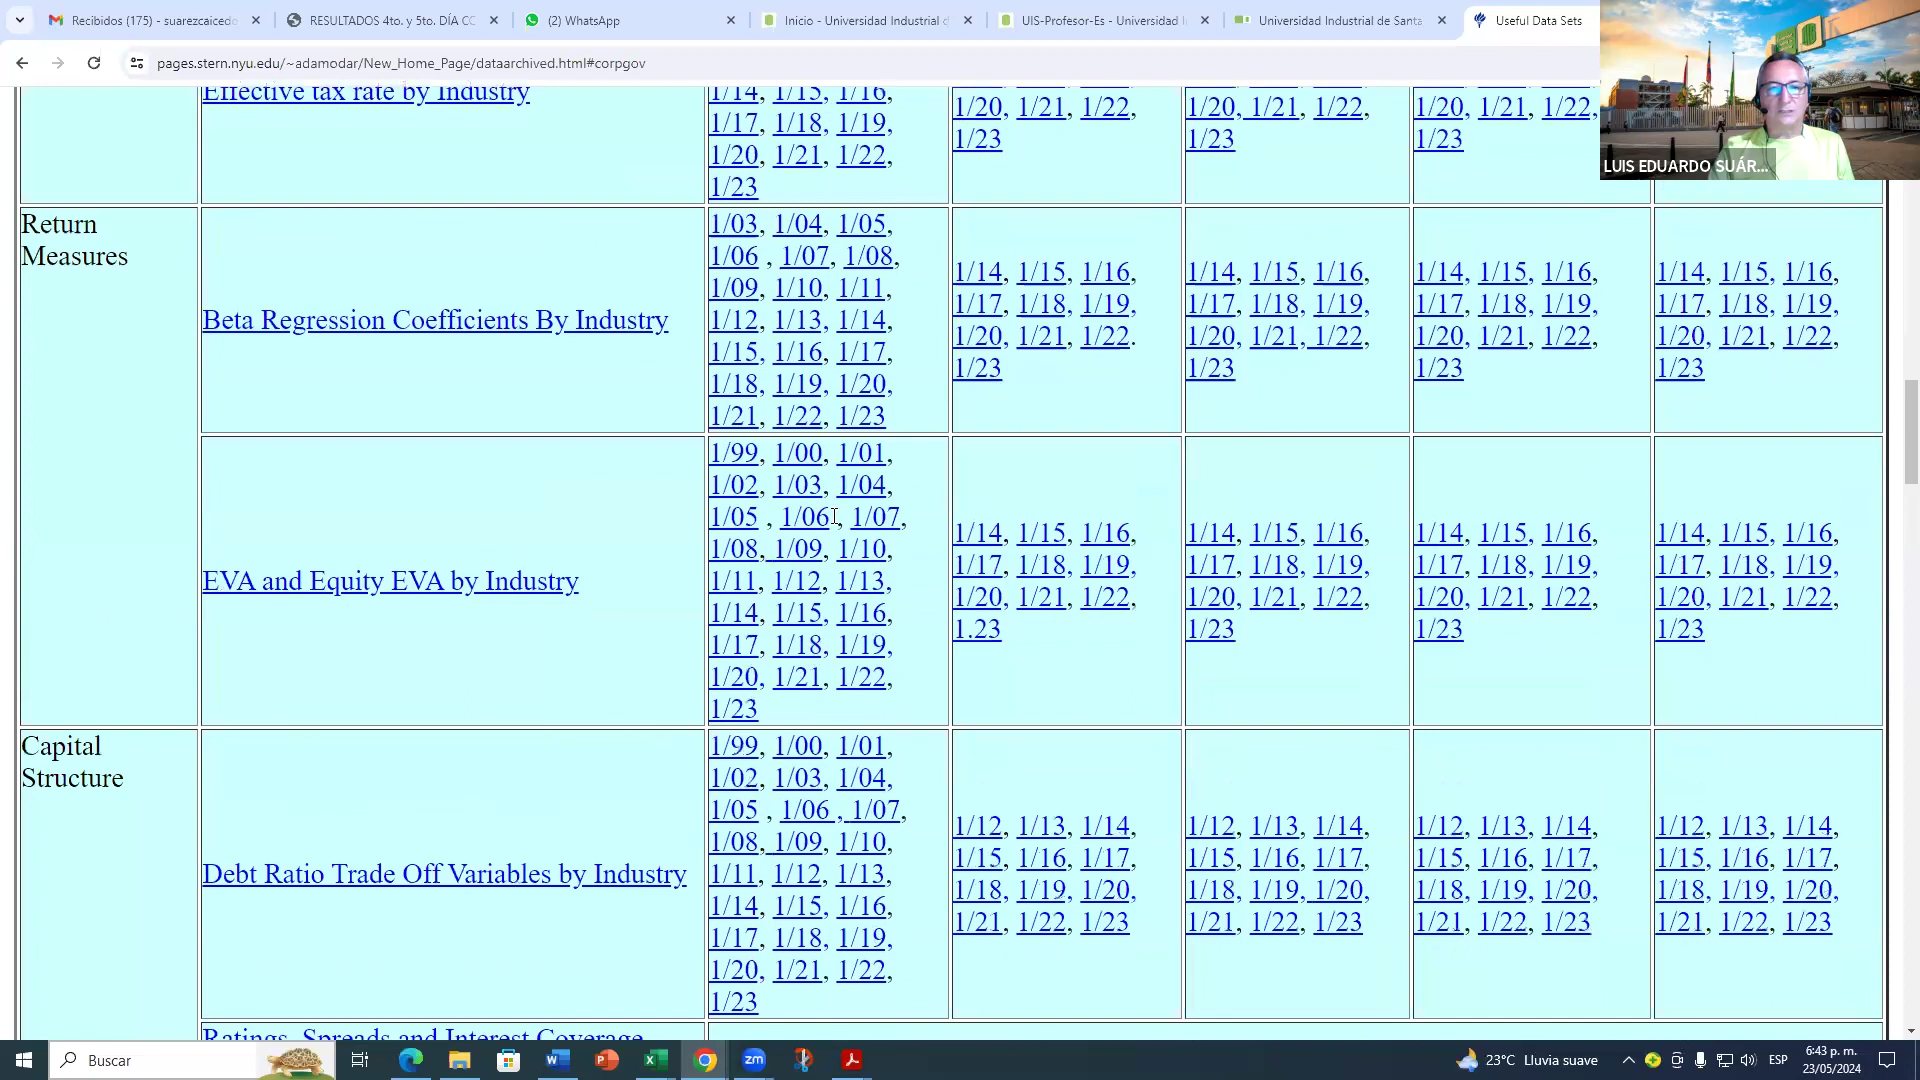 Recibidos (175) - suarezcaicedo
RESULTADOS 4to. y 5to. DÍA CC
(2) WhatsApp
Inicio - Universidad Industrial d
UIS-Profesor-Es - Universidad I
Universidad Industrial de Santa
Useful Data Sets
pages.stern.nyu.edu/~adamodar/New_Home_Page/dataarchived.html#corpgov
LUIS EDUARDO SUÁR...
Effective tax rate by Industry
1/14, 1/15, 1/16,
1/17, 1/18, 1/19,
1/20, 1/21, 1/22,
1/23
1/20, 1/21, 1/22,
1/23
1/20, 1/21, 1/22,
1/23
1/20, 1/21, 1/22,
1/23
Return
Measures
Beta Regression Coefficients By Industry
1/03, 1/04, 1/05,
1/06 , 1/07, 1/08,
1/09, 1/10, 1/11,
1/12, 1/13, 1/14,
1/15, 1/16, 1/17,
1/18, 1/19, 1/20,
1/21, 1/22, 1/23
1/14, 1/15, 1/16,
1/17, 1/18, 1/19,
1/20, 1/21, 1/22.
1/23
1/14, 1/15, 1/16,
1/17, 1/18, 1/19,
1/20, 1/21, 1/22,
1/23
1/14, 1/15, 1/16,
1/17, 1/18, 1/19,
1/20, 1/21, 1/22,
1/23
1/14, 1/15, 1/16,
1/17, 1/18, 1/19,
1/20, 1/21, 1/22,
1/23
EVA and Equity EVA by Industry
1/99, 1/00, 1/01,
1/02, 1/03, 1/04,
1/05 , 1/06 , 1/07,
1/08, 1/09, 1/10,
1/11, 1/12, 1/13,
1/14, 1/15, 1/16,
1/17, 1/18, 1/19,
1/20, 1/21, 1/22,
1/23
1/14, 1/15, 1/16,
1/17, 1/18, 1/19,
1/20, 1/21, 1/22,
1.23
1/14, 1/15, 1/16,
1/17, 1/18, 1/19,
1/20, 1/21, 1/22,
1/23
1/14, 1/15, 1/16,
1/17, 1/18, 1/19,
1/20, 1/21, 1/22,
1/23
1/14, 1/15, 1/16,
1/17, 1/18, 1/19,
1/20, 1/21, 1/22,
1/23
Capital
Structure
Debt Ratio Trade Off Variables by Industry
1/99, 1/00, 1/01,
1/02, 1/03, 1/04,
1/05 , 1/06 , 1/07,
1/08, 1/09, 1/10,
1/11, 1/12, 1/13,
1/14, 1/15, 1/16,
1/17, 1/18, 1/19,
1/20, 1/21, 1/22,
1/23
1/12, 1/13, 1/14,
1/15, 1/16, 1/17,
1/18, 1/19, 1/20,
1/21, 1/22, 1/23
1/12, 1/13, 1/14,
1/15, 1/16, 1/17,
1/18, 1/19, 1/20,
1/21, 1/22, 1/23
1/12, 1/13, 1/14,
1/15, 1/16, 1/17,
1/18, 1/19, 1/20,
1/21, 1/22, 1/23
1/12, 1/13, 1/14,
1/15, 1/16, 1/17,
1/18, 1/19, 1/20,
1/21, 1/22, 1/23
Ratings, Spreads and Interest Coverage
Buscar
zm
23°C Lluvia suave
ESP
6:43 p. m.
23/05/2024